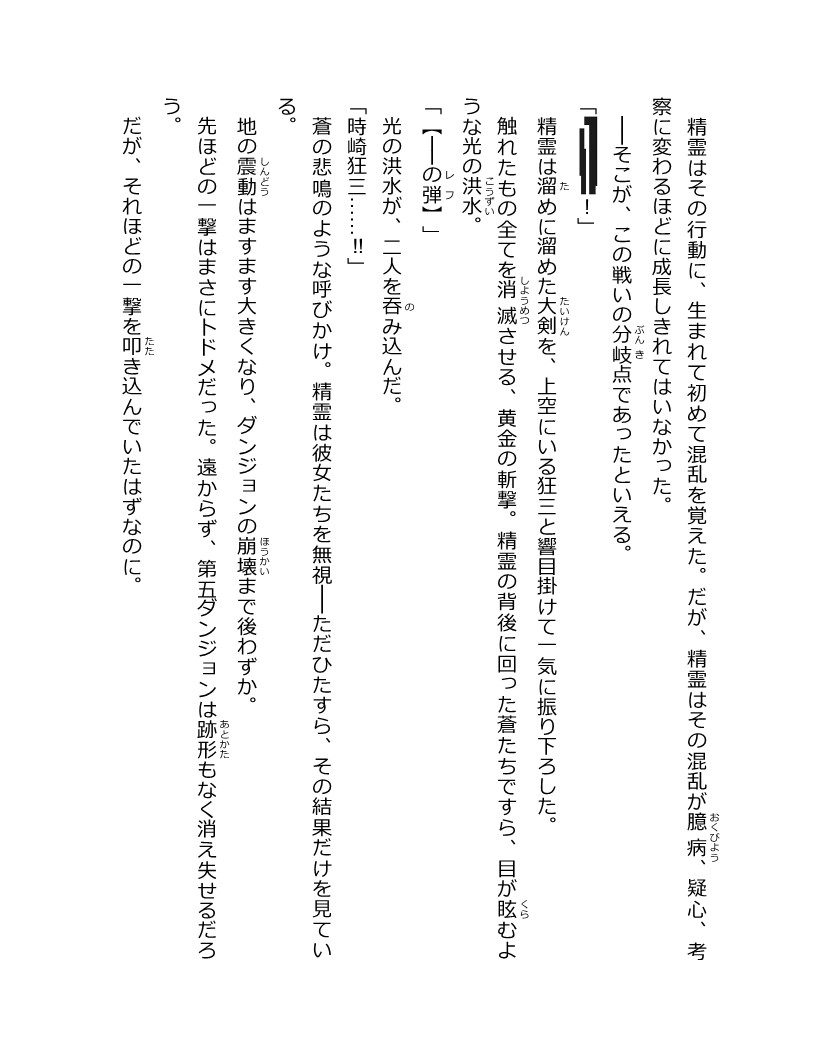 精霊はその行動に、生まれて初めて混乱を覚えた。だが、精霊はその混乱が臆病、疑心、考
察に変わるほどに成長しきれてはいなかった。
――そこが、この戦いの分岐点であったといえる。
「!」
精霊は溜めに溜めた大剣を、上空にいる狂三と響目掛けて一気に振り下ろした。
触れたもの全てを消滅させる、黄金の斬撃。精霊の背後に回った蒼たちですら、目が眩むよ
うな光の洪水。
「【――の弾】」
光の洪水が、二人を呑み込んだ。
「時崎狂三……‼」
蒼の悲鳴のような呼びかけ。精霊は彼女たちを無視――ただひたすら、その結果だけを見てい
る。
地の震動はますます大きくなり、ダンジョンの崩壊まで後わずか。
先ほどの一撃はまさにトドメだった。遠からず、第五ダンジョンは跡形もなく消え失せるだろ
う。
だが、それほどの一撃を叩き込んでいたはずなのに。